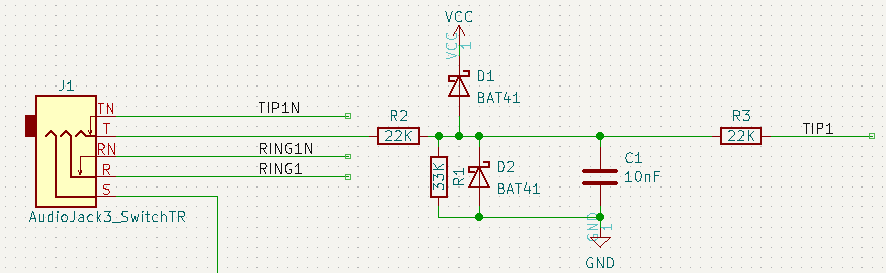 VCC
VCC
1
J1
D1
BAT41
TN
TIP1N
R2
R3
T
22K
22K
TIP1
RN
RING1N
R
RING1
33K
R1
D2
BAT41
C1
10nF
S
AudioJack3_SwitchTR
GND
1
GND